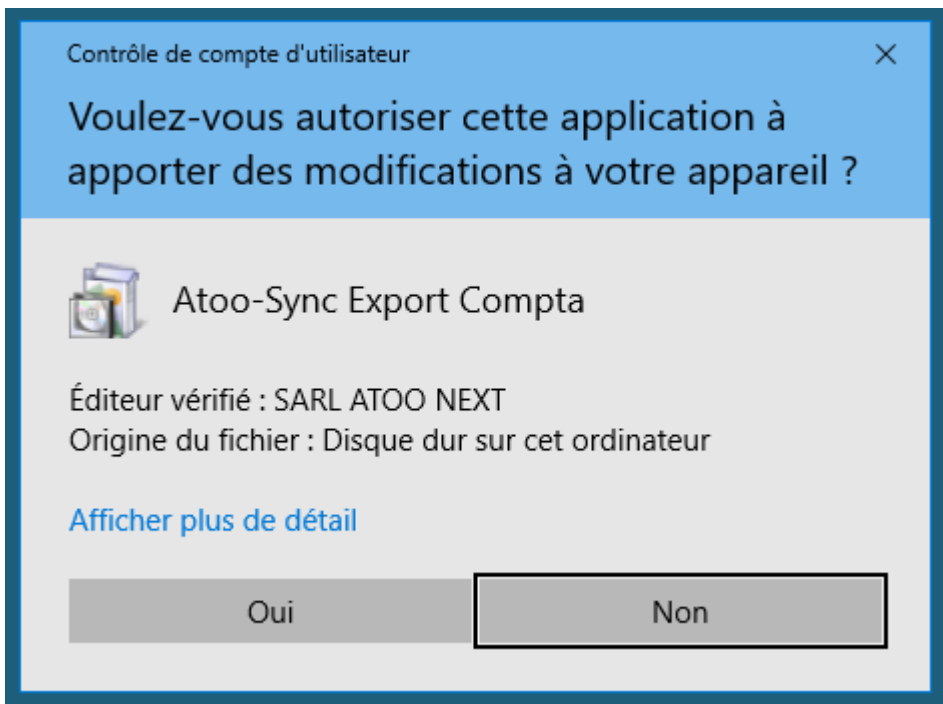 Contrôle de compte d'utilisateur
Voulez-vous autoriser cette application à
apporter des modifications à votre appareil ?
Atoo-Sync Export Compta
Éditeur vérifié : SARL ATOO NEXT
Origine du fichier : Disque dur sur cet ordinateur
Afficher plus de détail
Oui
Non